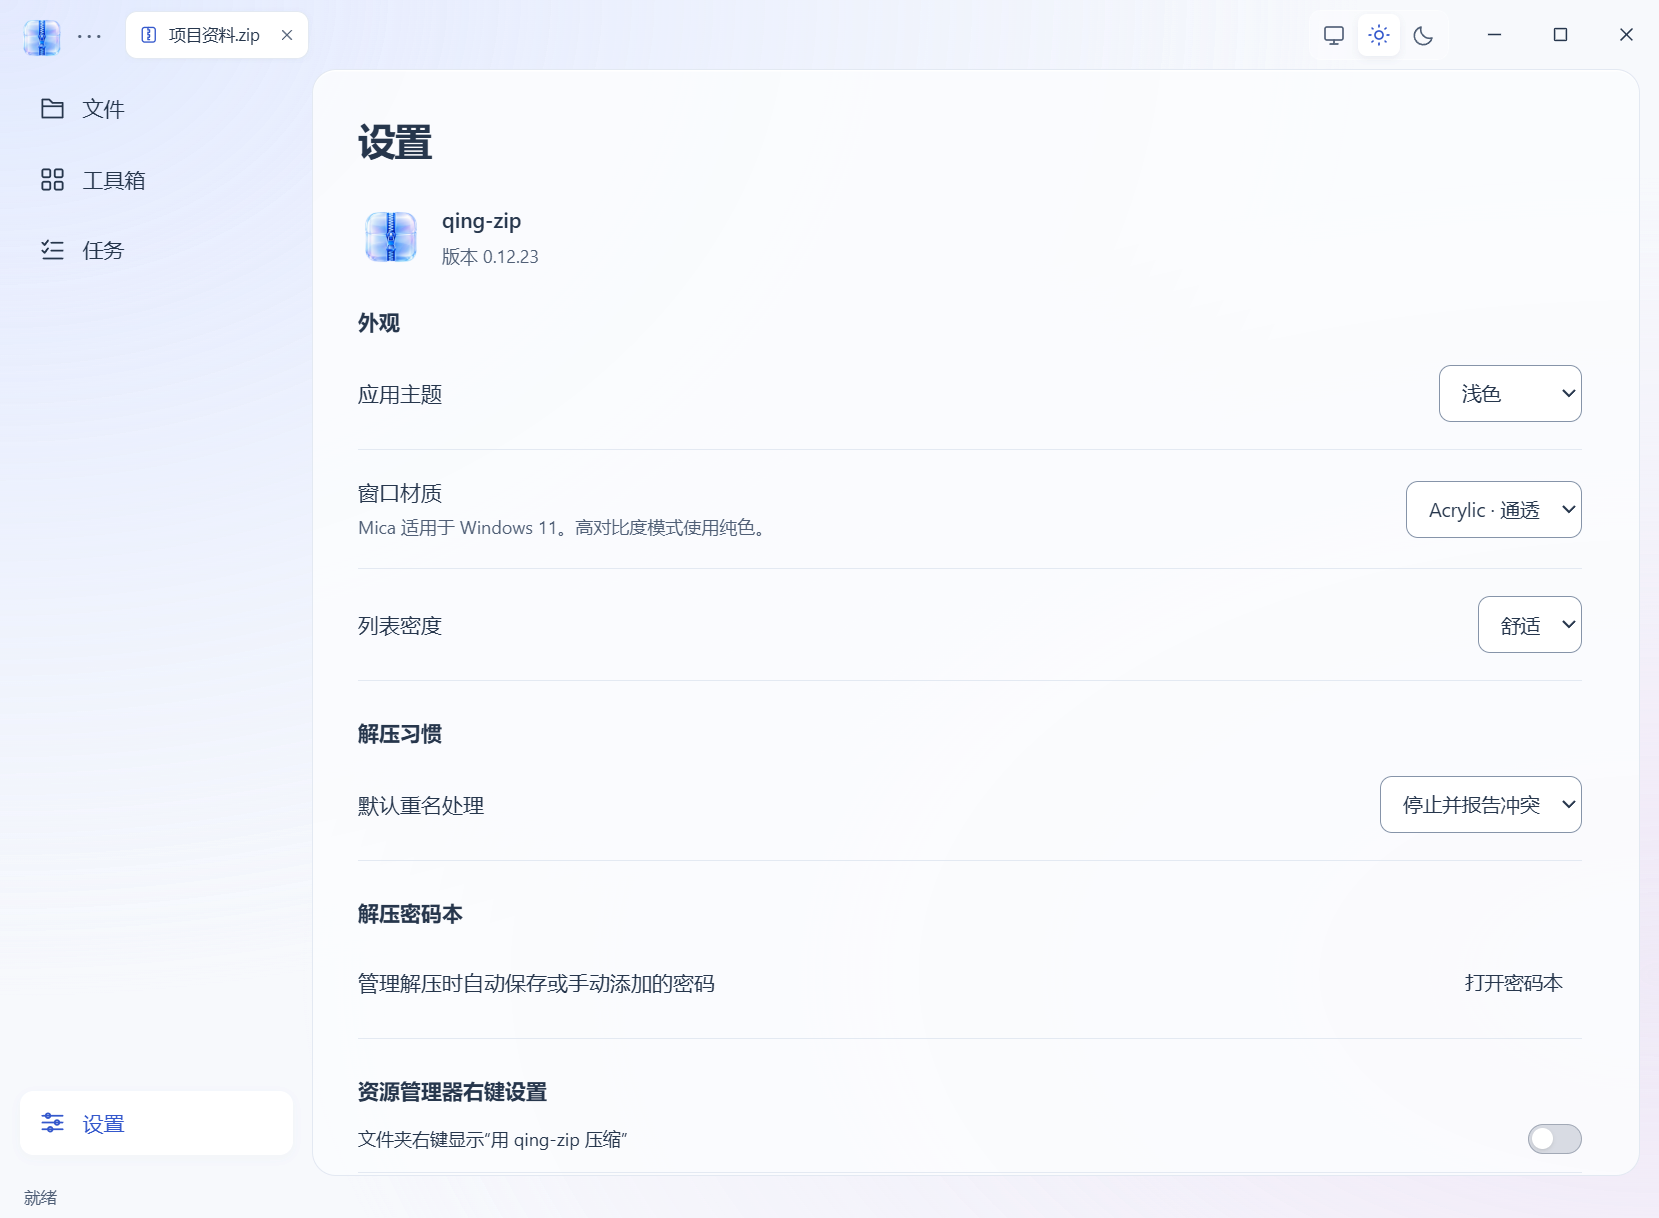 项目资料.zip
文件
工具箱
任务
设置
就绪
设置
qing-zip
版本 0.12.23
外观
应用主题
浅色
窗口材质
Mica 适用于 Windows 11。高对比度模式使用纯色。
Acrylic · 通透
列表密度
舒适
解压习惯
默认重名处理
停止并报告冲突
解压密码本
管理解压时自动保存或手动添加的密码
打开密码本
资源管理器右键设置
文件夹右键显示“用 qing-zip 压缩”